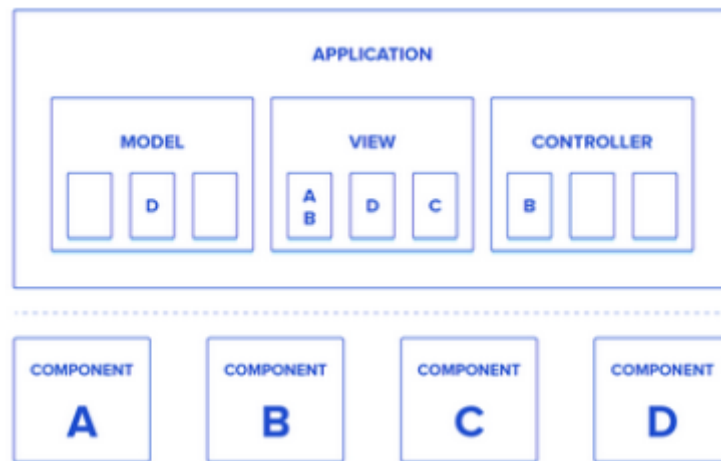 APPLICATION
MODEL
VIEW
CONTROLLER
D
A
B
D
C
B
COMPONENT
A
COMPONENT
B
COMPONENT
C
COMPONENT
D